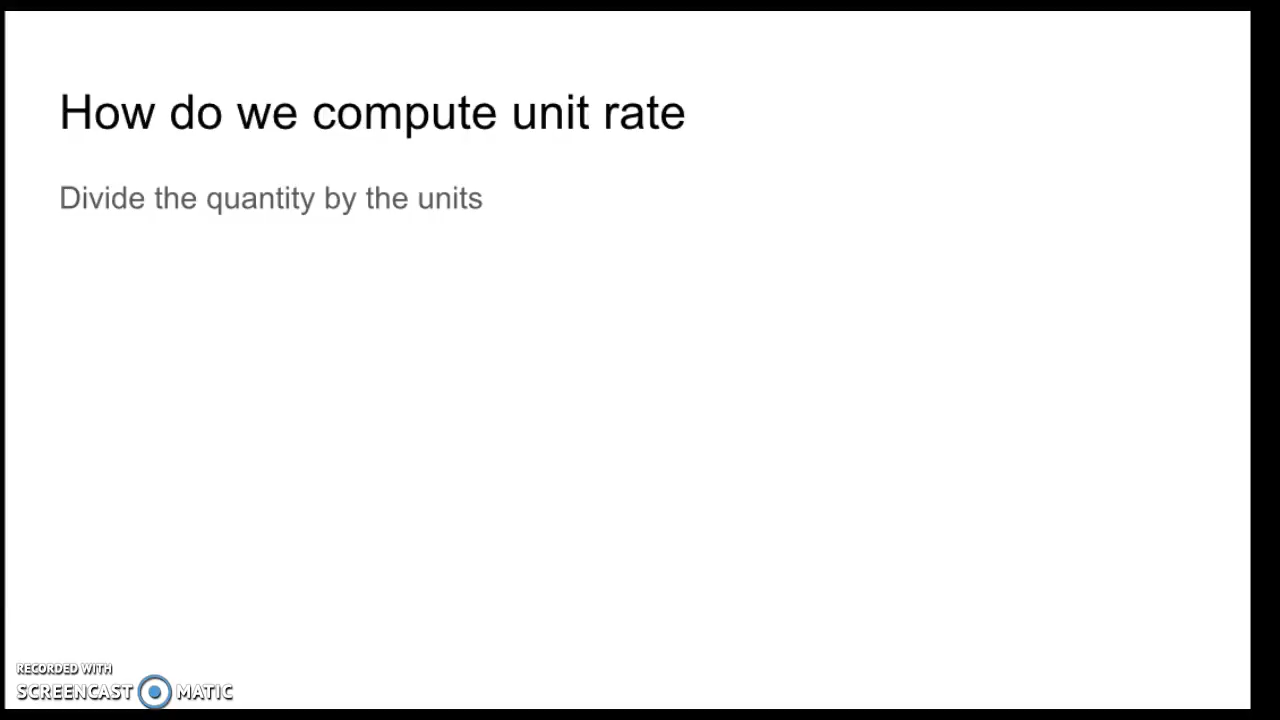 How do we compute unit rate
Divide the quantity by the units
RECORDED WITH
SCREENCAST MATIC